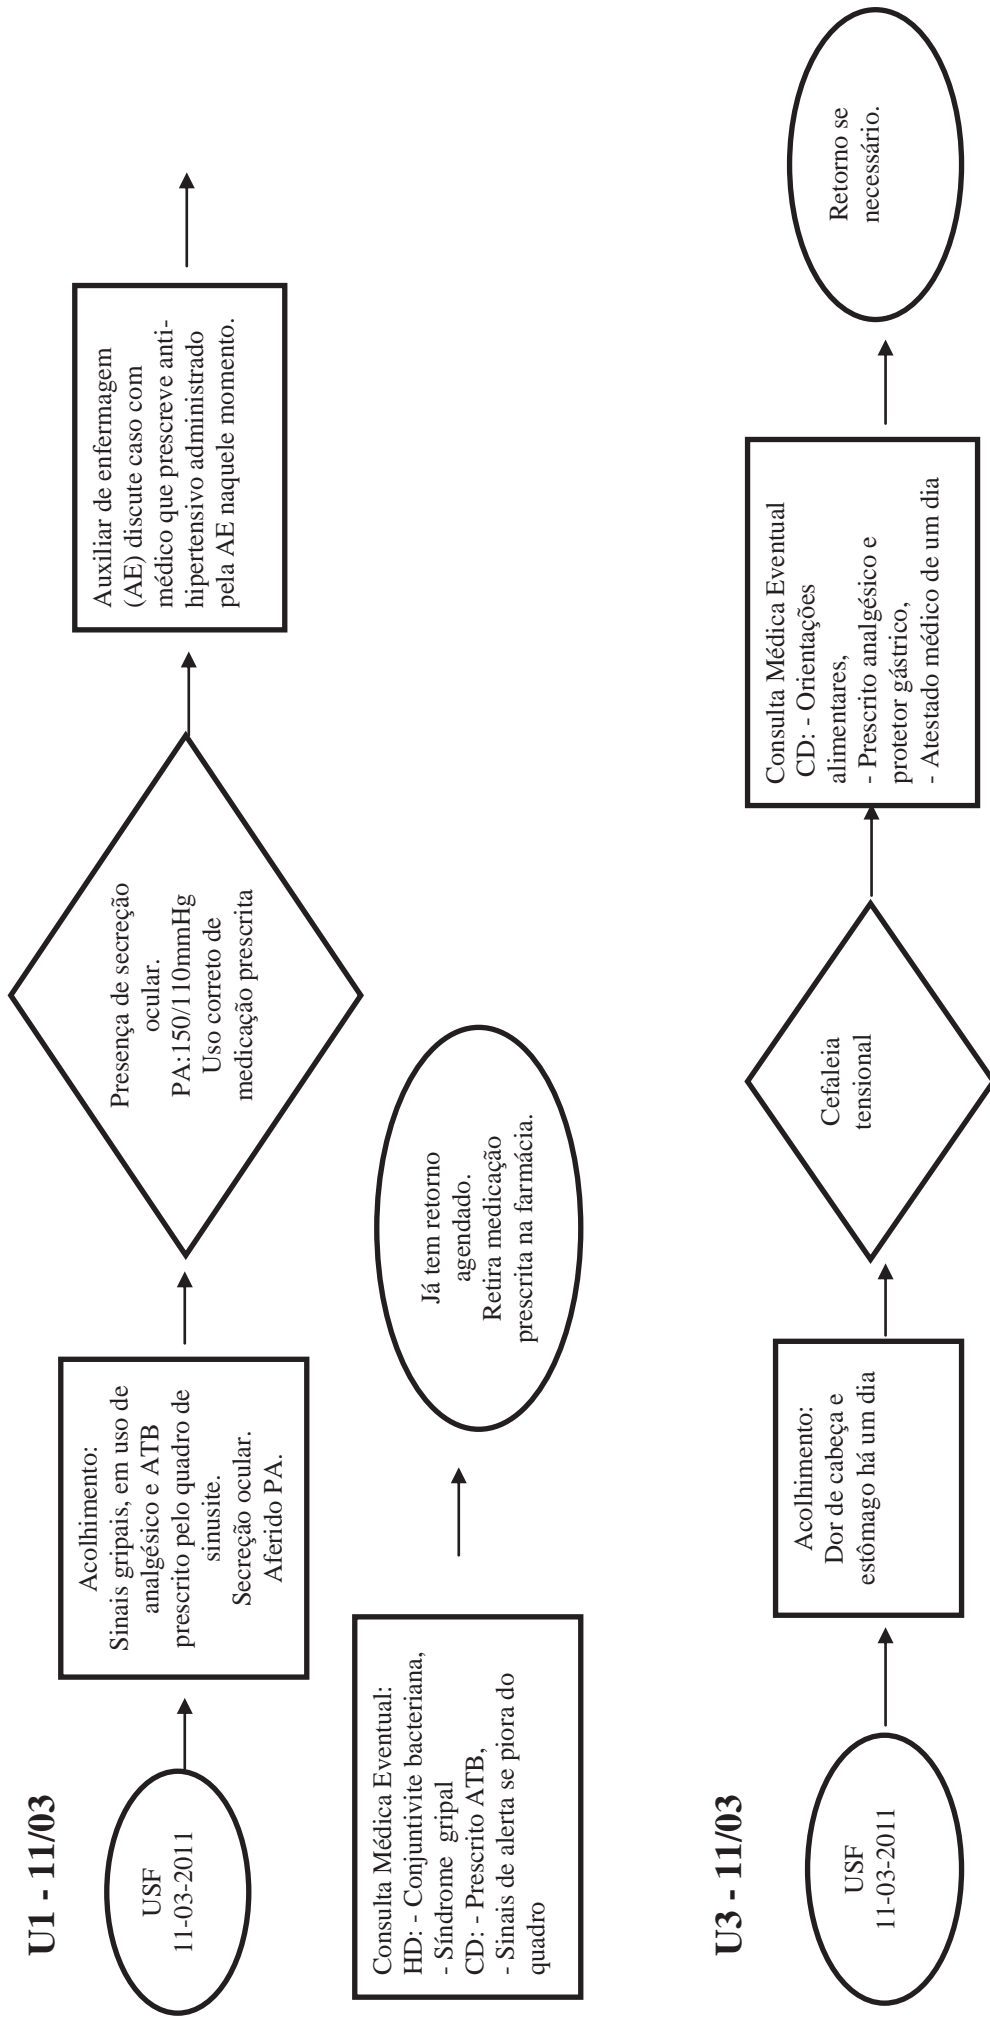 U1 - 11/03
USF
11-03-2011
Acolhimento:
Sinais gripais, em uso de
analgésico e ATB
prescrito pelo quadro de
sinusite.
Secreção ocular.
Aferido PA.
Presença de secreção
ocular.
PA:150/110mmHg
Uso correto de
medicação prescrita
Auxiliar de enfermagem
(AE) discute caso com
médico que prescreve anti-
hipertensivo administrado
pela AE naquele momento.
Consulta Médica Eventual:
HD: - Conjuntivite bacteriana,
- Síndrome gripal
CD: - Prescrito ATB,
- Sinais de alerta se piora do
quadro
Já tem retorno
agendado.
Retira medicação
prescrita na farmácia.
U3 - 11/03
USF
11-03-2011
Acolhimento:
Dor de cabeça e
estômago há um dia
Cefaleia
tensional
Consulta Médica Eventual
CD: - Orientações
alimentares,
- Prescrito analgésico e
protetor gástrico,
- Atestado médico de um dia
Retorno se
necessário.